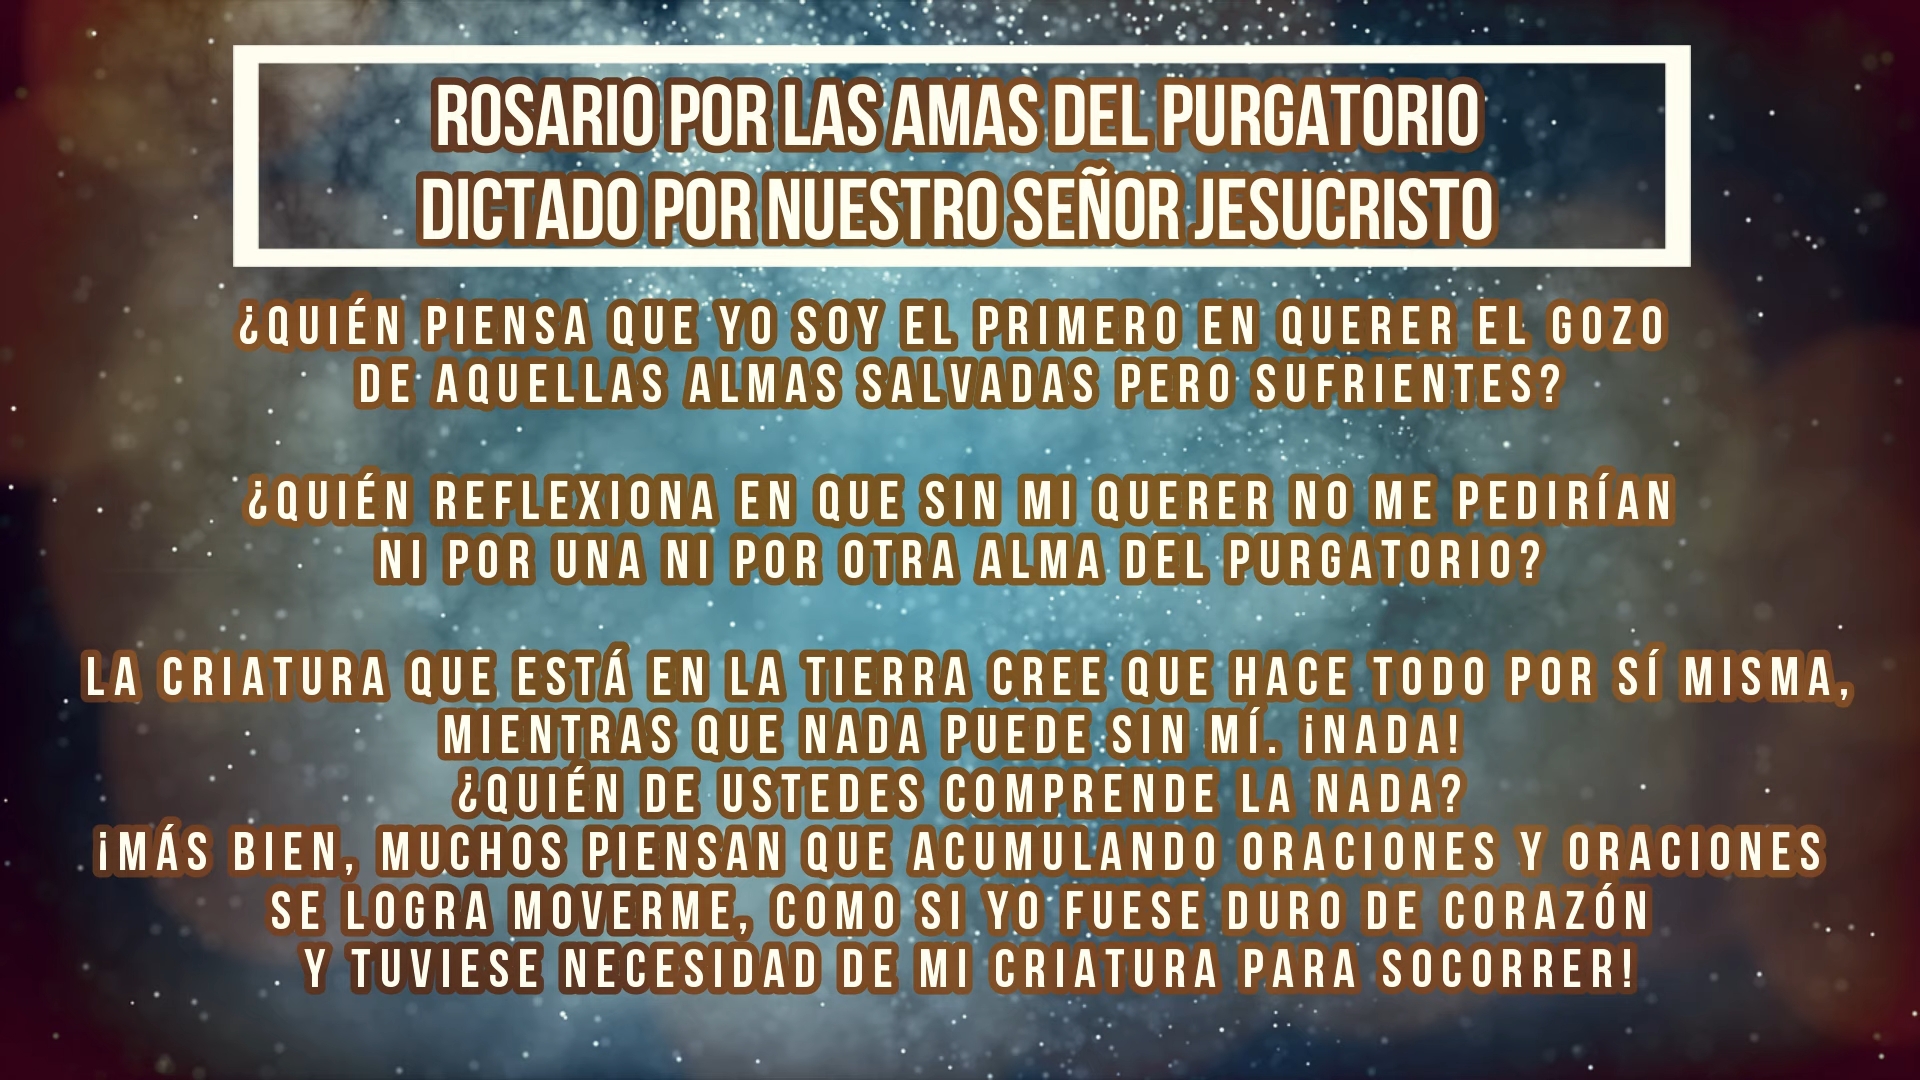 ROSARIO POR LAS AMAS DEL PURGATORIO
DICTADO POR NUESTRO SEÑOR JESUCRISTO
¿QUIÉN PIENSA QUE YO SOY EL PRIMERO EN QUERER EL GOZO
DE AQUELLAS ALMAS SALVADAS PERO SUFRIENTES?
¿QUIÉN REFLEXIONA EN QUE SIN MI QUERER NO ME PEDIRÍAN
NI POR UNA NI POR OTRA ALMA DEL PURGATORIO?
LA CRIATURA QUE ESTÁ EN LA TIERRA CREE QUE HACE TODO POR SÍ MISMA,
MIENTRAS QUE NADA PUEDE SIN MÍ. ¡NADA!
¿QUIÉN DE USTEDES COMPRENDE LA NADA?
¡MÁS BIEN, MUCHOS PIENSAN QUE ACUMULANDO ORACIONES Y ORACIONES
SE LOGRA MOVERME, COMO SI YO FUESE DURO DE CORAZÓN
Y TUVIESE NECESIDAD DE MI CRIATURA PARA SOCORRER!